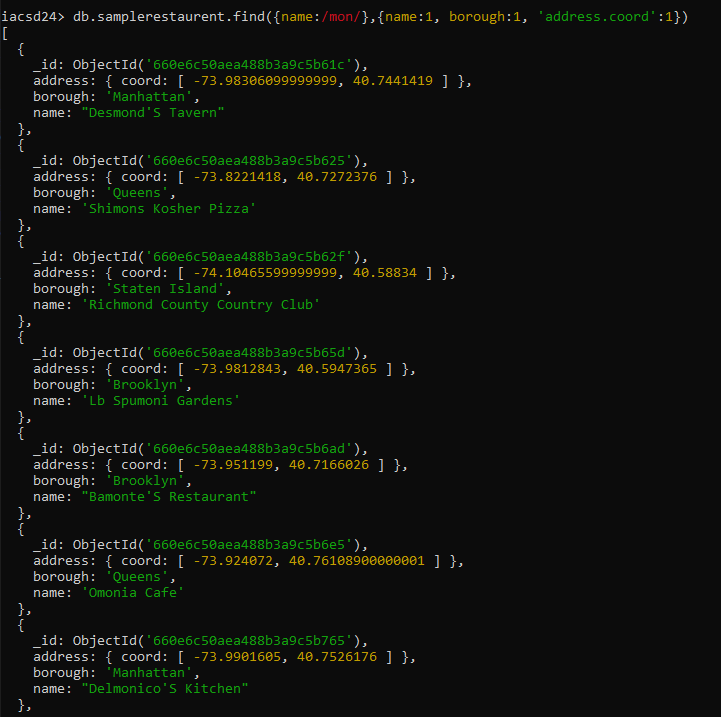 iacsd24> db.samplerestaurent.find({name:/mon/},{name:1, borough:1, 'address.coord':1})
[
  {
    _id: ObjectId('660e6c50aea488b3a9c5b61c'),
    address: { coord: [ -73.98306099999999, 40.7441419 ] },
    borough: 'Manhattan',
    name: "Desmond'S Tavern"
  },
  {
    _id: ObjectId('660e6c50aea488b3a9c5b625'),
    address: { coord: [ -73.8221418, 40.7272376 ] },
    borough: 'Queens',
    name: 'Shimons Kosher Pizza'
  },
  {
    _id: ObjectId('660e6c50aea488b3a9c5b62f'),
    address: { coord: [ -74.10465599999999, 40.58834 ] },
    borough: 'Staten Island',
    name: 'Richmond County Country Club'
  },
  {
    _id: ObjectId('660e6c50aea488b3a9c5b65d'),
    address: { coord: [ -73.9812843, 40.5947365 ] },
    borough: 'Brooklyn',
    name: 'Lb Spumoni Gardens'
  },
  {
    _id: ObjectId('660e6c50aea488b3a9c5b6ad'),
    address: { coord: [ -73.951199, 40.7166026 ] },
    borough: 'Brooklyn',
    name: "Bamonte'S Restaurant"
  },
  {
    _id: ObjectId('660e6c50aea488b3a9c5b6e5'),
    address: { coord: [ -73.924072, 40.76108900000001 ] },
    borough: 'Queens',
    name: 'Omonia Cafe'
  },
  {
    _id: ObjectId('660e6c50aea488b3a9c5b765'),
    address: { coord: [ -73.9901605, 40.7526176 ] },
    borough: 'Manhattan',
    name: "Delmonico'S Kitchen"
  },